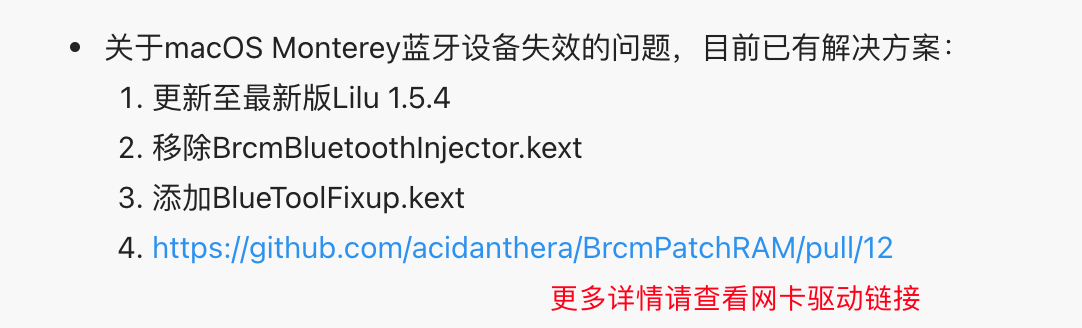 • 关于macOS Monterey蓝牙设备失效的问题，目前已有解决方案：
1. 更新至最新版Lilu 1.5.4
2. 移除BrcmBluetoothInjector.kext
3. 添加BlueToolFixup.kext
4. https://github.com/acidanthera/BrcmPatchRAM/pull/12
更多详情请查看网卡驱动链接